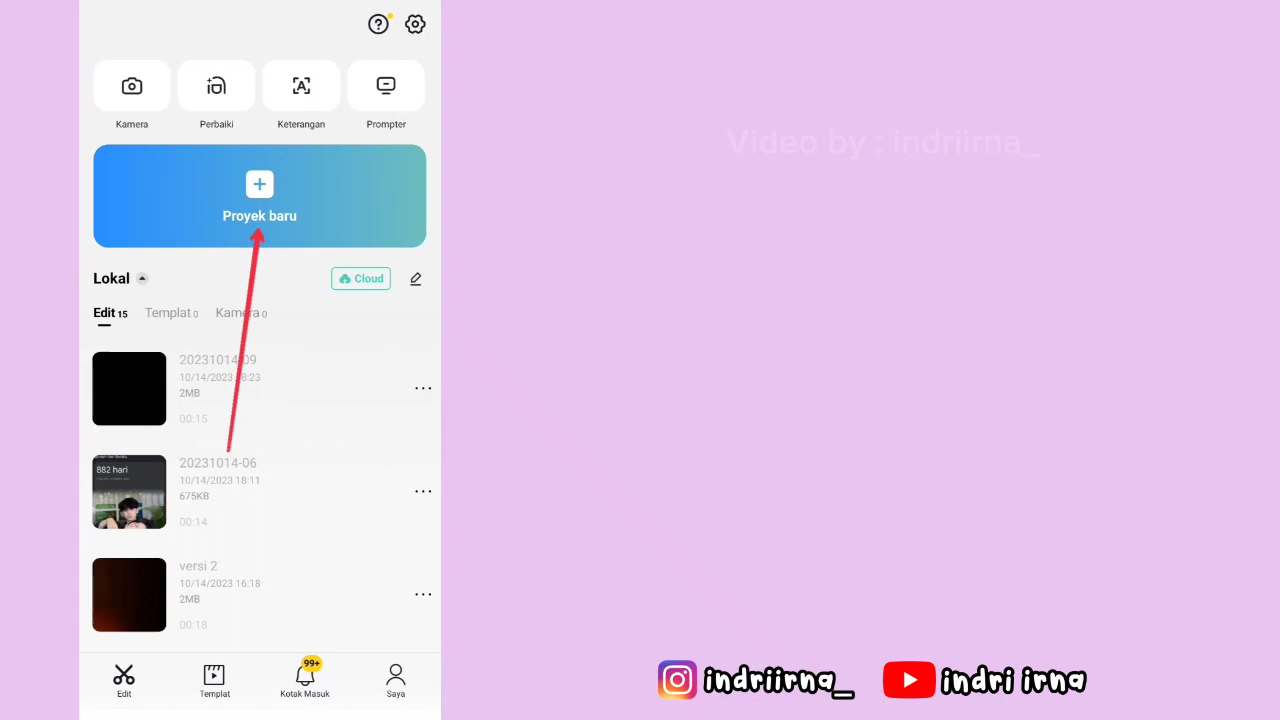 Kamera
Perbaiki
Keterangan
Prompter
Proyek baru
Lokal
Cloud
Edit 15
Templat 0
Kamera 0
20231014-09
10/14/2023 18:23
2MB
00:15
882 hari
20231014-06
10/14/2023 18:11
675KB
00:14
versi 2
10/14/2023 16:18
2MB
00:18
99+
Edit
Templat
Kotak Masuk
Saya
Video by : indriirna_
indriirna_
indri irna